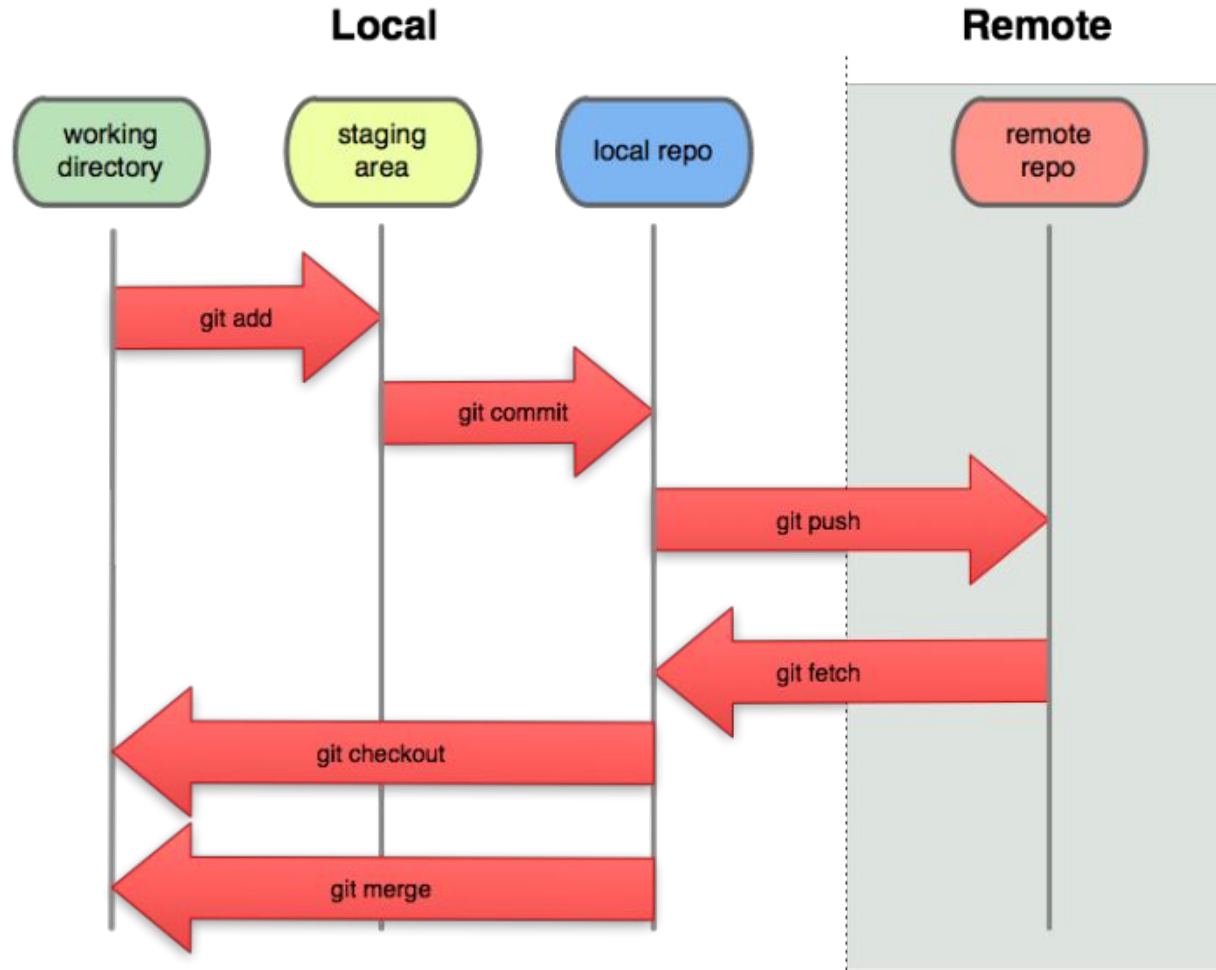 Local
Remote
working
directory
staging
area
local repo
remote
repo
git add
git commit
git push
git fetch
git checkout
git merge